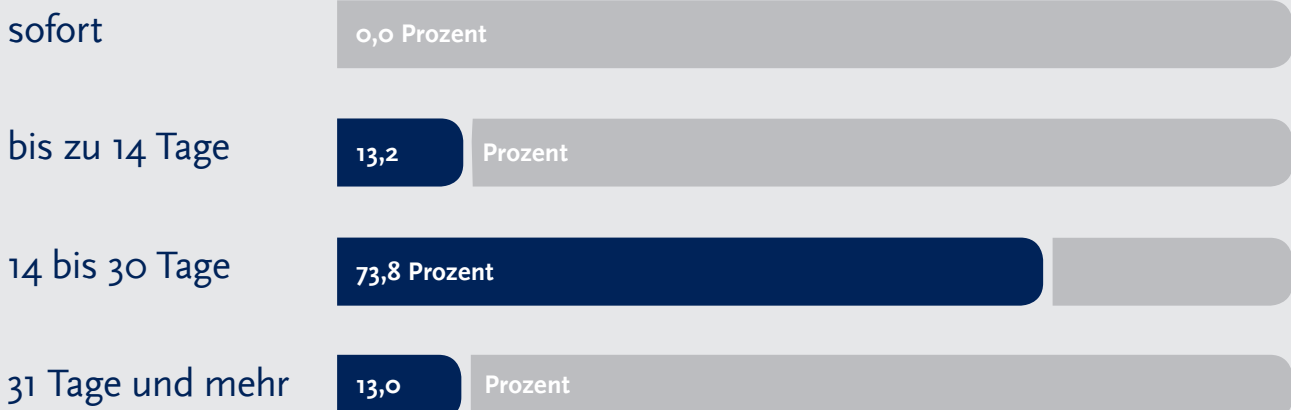 sofort 0,0 Prozent
bis zu 14 Tage 13,2 Prozent
14 bis 30 Tage 73,8 Prozent
31 Tage und mehr 13,0 Prozent